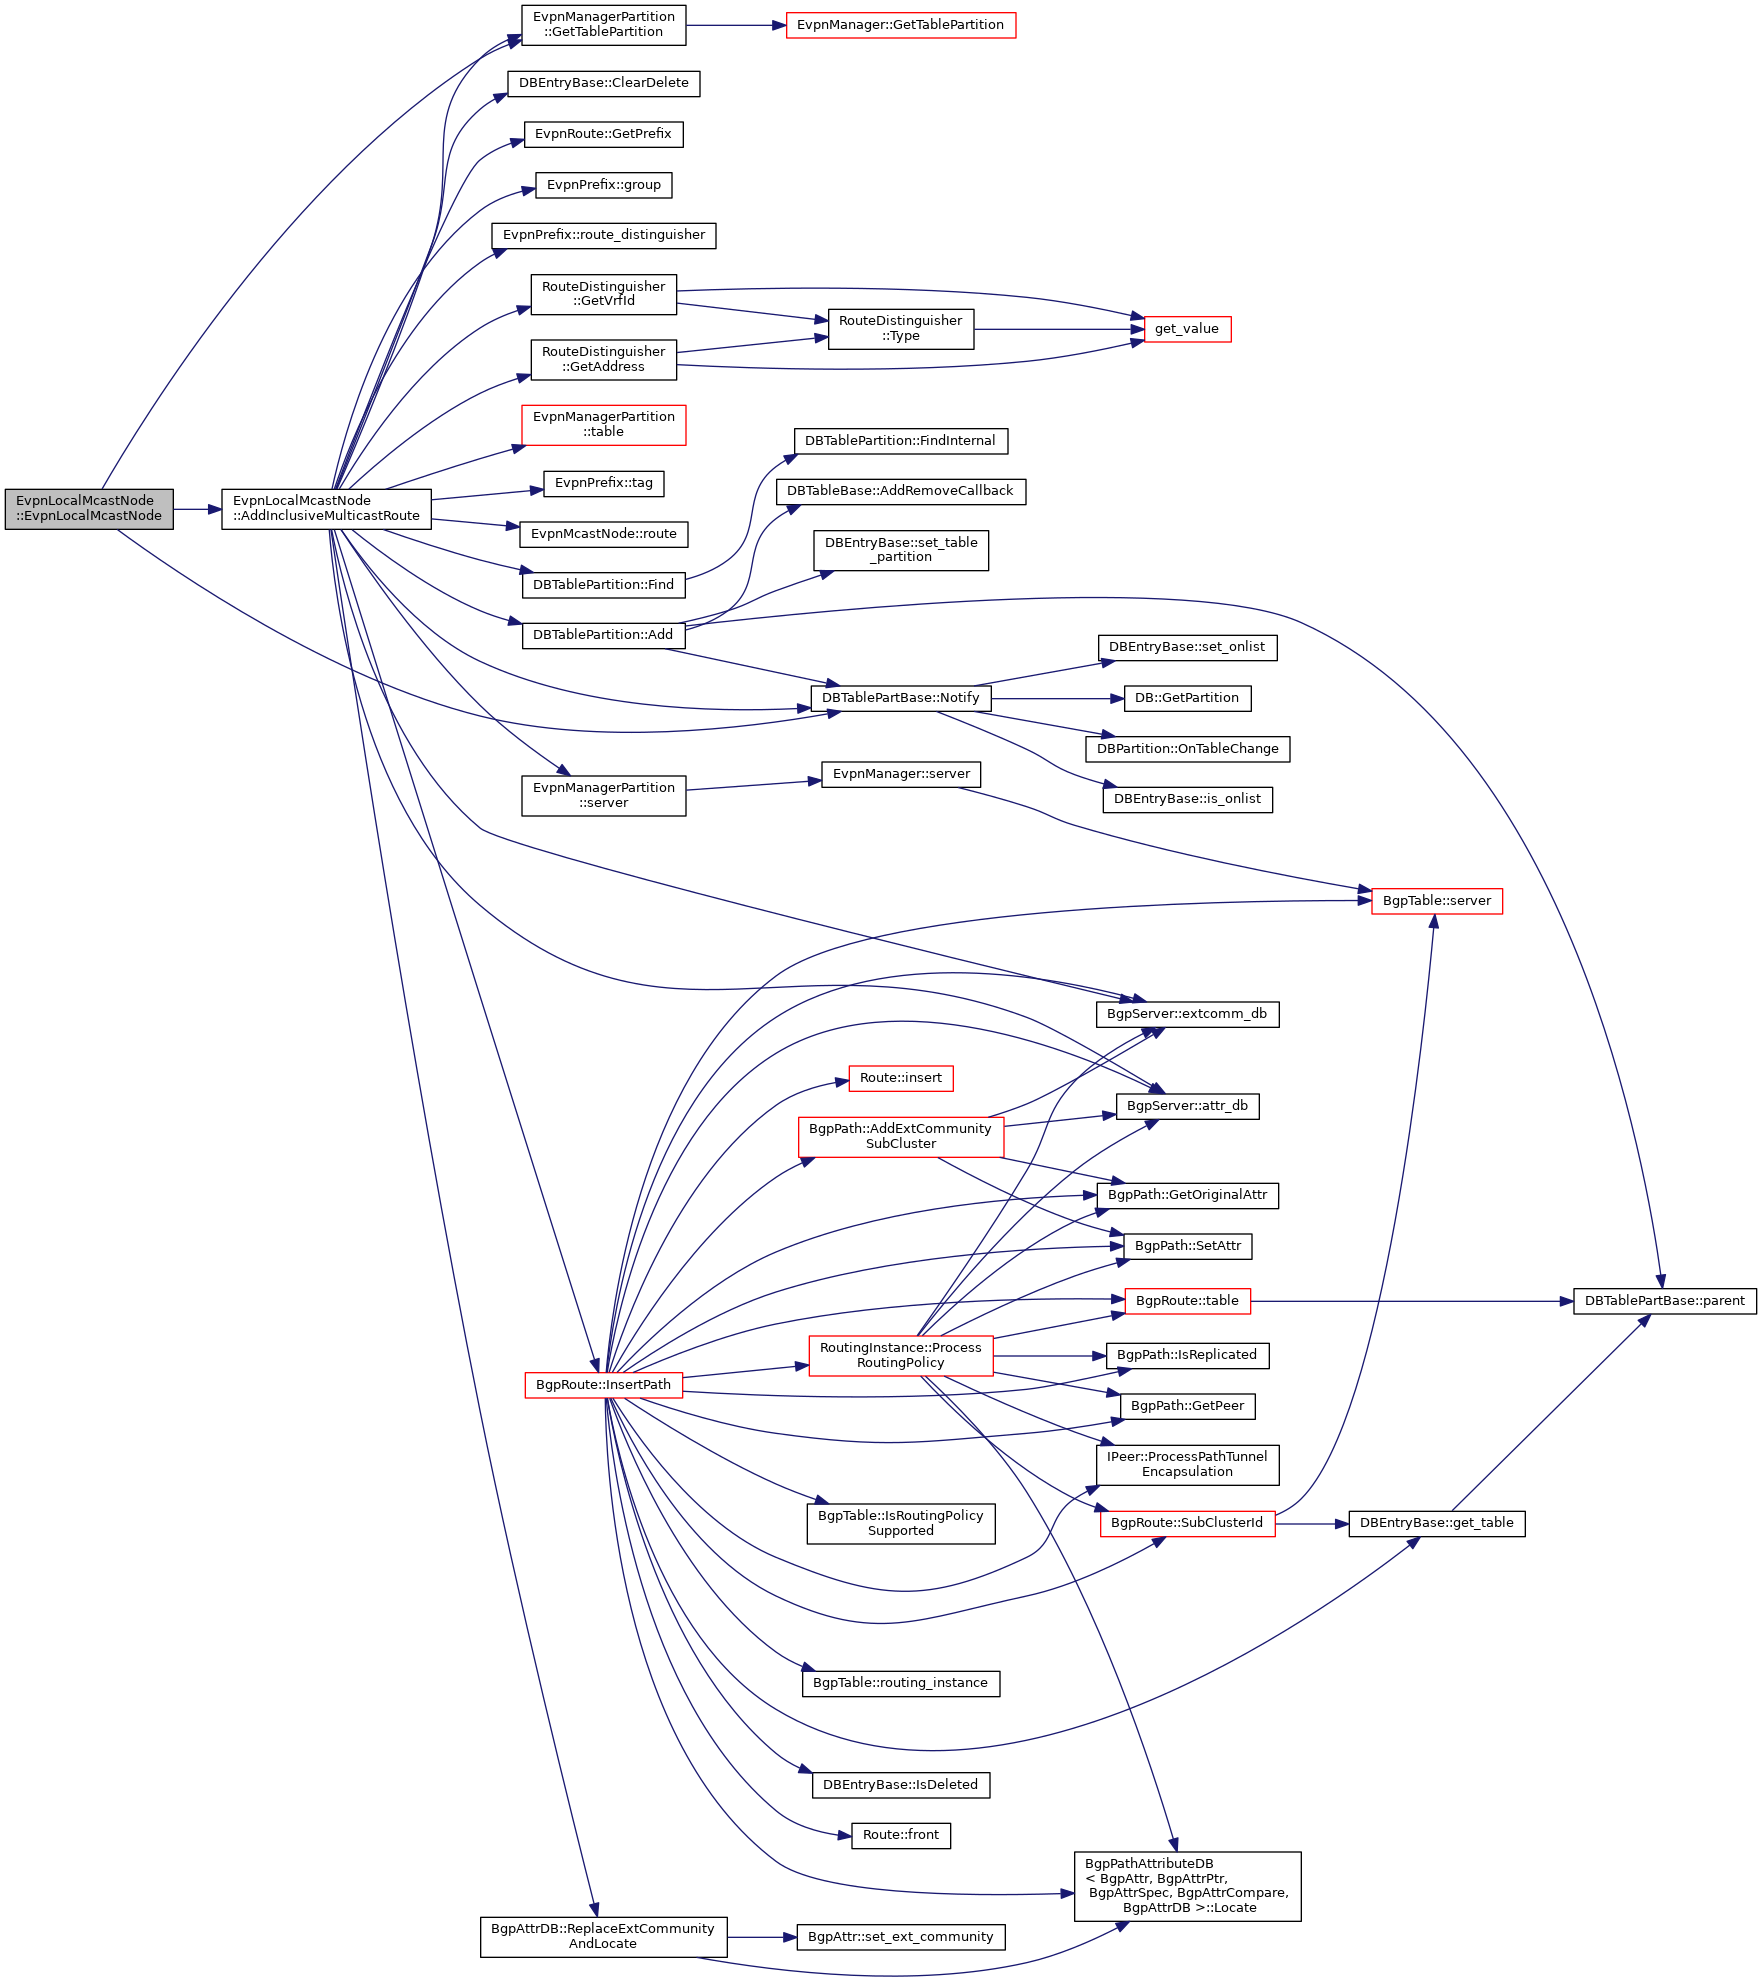 EvpnLocalMcastNode
::EvpnLocalMcastNode
EvpnLocalMcastNode
::AddInclusiveMulticastRoute
EvpnManagerPartition
::GetTablePartition
EvpnManager::GetTablePartition
DBEntryBase::ClearDelete
EvpnRoute::GetPrefix
EvpnPrefix::group
EvpnPrefix::route_distinguisher
RouteDistinguisher
::GetVrfId
RouteDistinguisher
::Type
get_value
RouteDistinguisher
::GetAddress
EvpnManagerPartition
::table
EvpnPrefix::tag
EvpnMcastNode::route
DBTablePartition::Find
DBTablePartition::FindInternal
DBTablePartition::Add
DBTableBase::AddRemoveCallback
DBEntryBase::set_table
_partition
DBTablePartBase::Notify
DBEntryBase::set_onlist
DB::GetPartition
DBPartition::OnTableChange
DBEntryBase::is_onlist
EvpnManagerPartition
::server
EvpnManager::server
BgpTable::server
BgpServer::extcomm_db
BgpServer::attr_db
Route::insert
BgpPath::AddExtCommunity
SubCluster
BgpPath::GetOriginalAttr
BgpPath::SetAttr
BgpRoute::table
DBTablePartBase::parent
BgpRoute::InsertPath
RoutingInstance::Process
RoutingPolicy
BgpPath::IsReplicated
BgpPath::GetPeer
IPeer::ProcessPathTunnel
Encapsulation
BgpTable::IsRoutingPolicy
Supported
BgpRoute::SubClusterId
DBEntryBase::get_table
BgpTable::routing_instance
DBEntryBase::IsDeleted
Route::front
BgpPathAttributeDB
< BgpAttr, BgpAttrPtr,
BgpAttrSpec, BgpAttrCompare,
BgpAttrDB >::Locate
BgpAttrDB::ReplaceExtCommunity
AndLocate
BgpAttr::set_ext_community